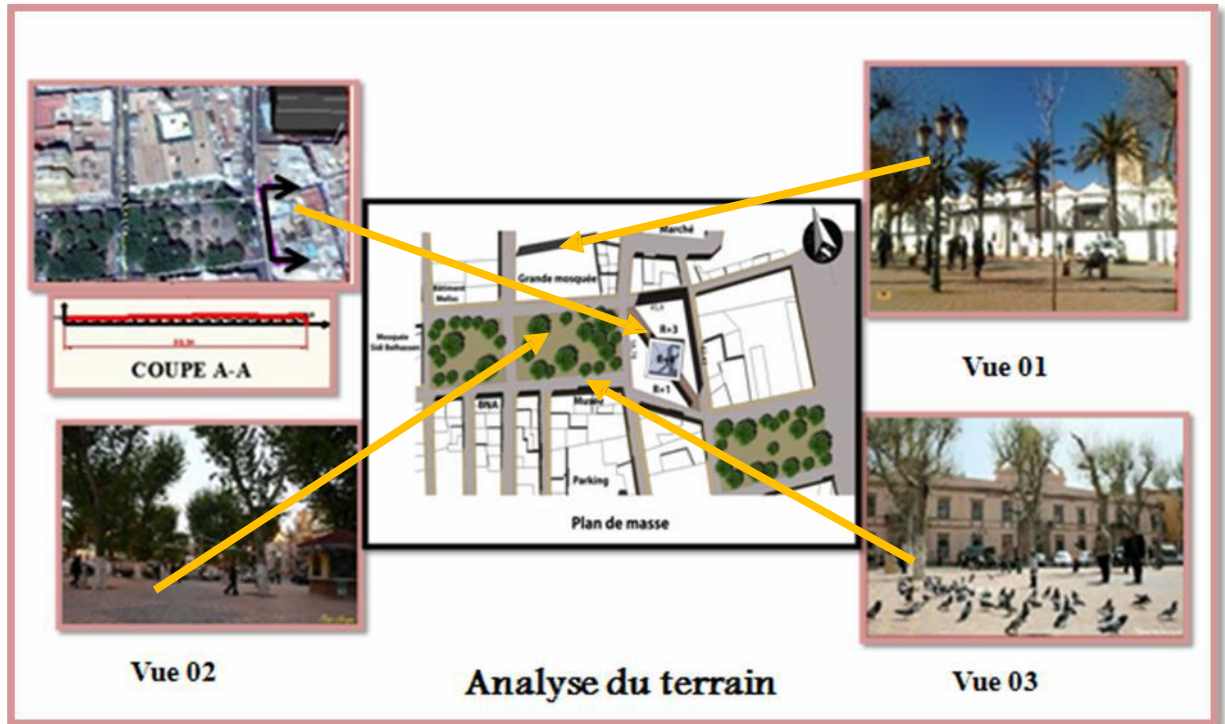 Marché
Grande mosquée
Bâtiment
Mosquée
Sidi Belhassen
R+3
R+1
BNA
Parking
Plan de masse
COUPE A-A
Vue 01
Vue 02
Vue 03
Analyse du terrain